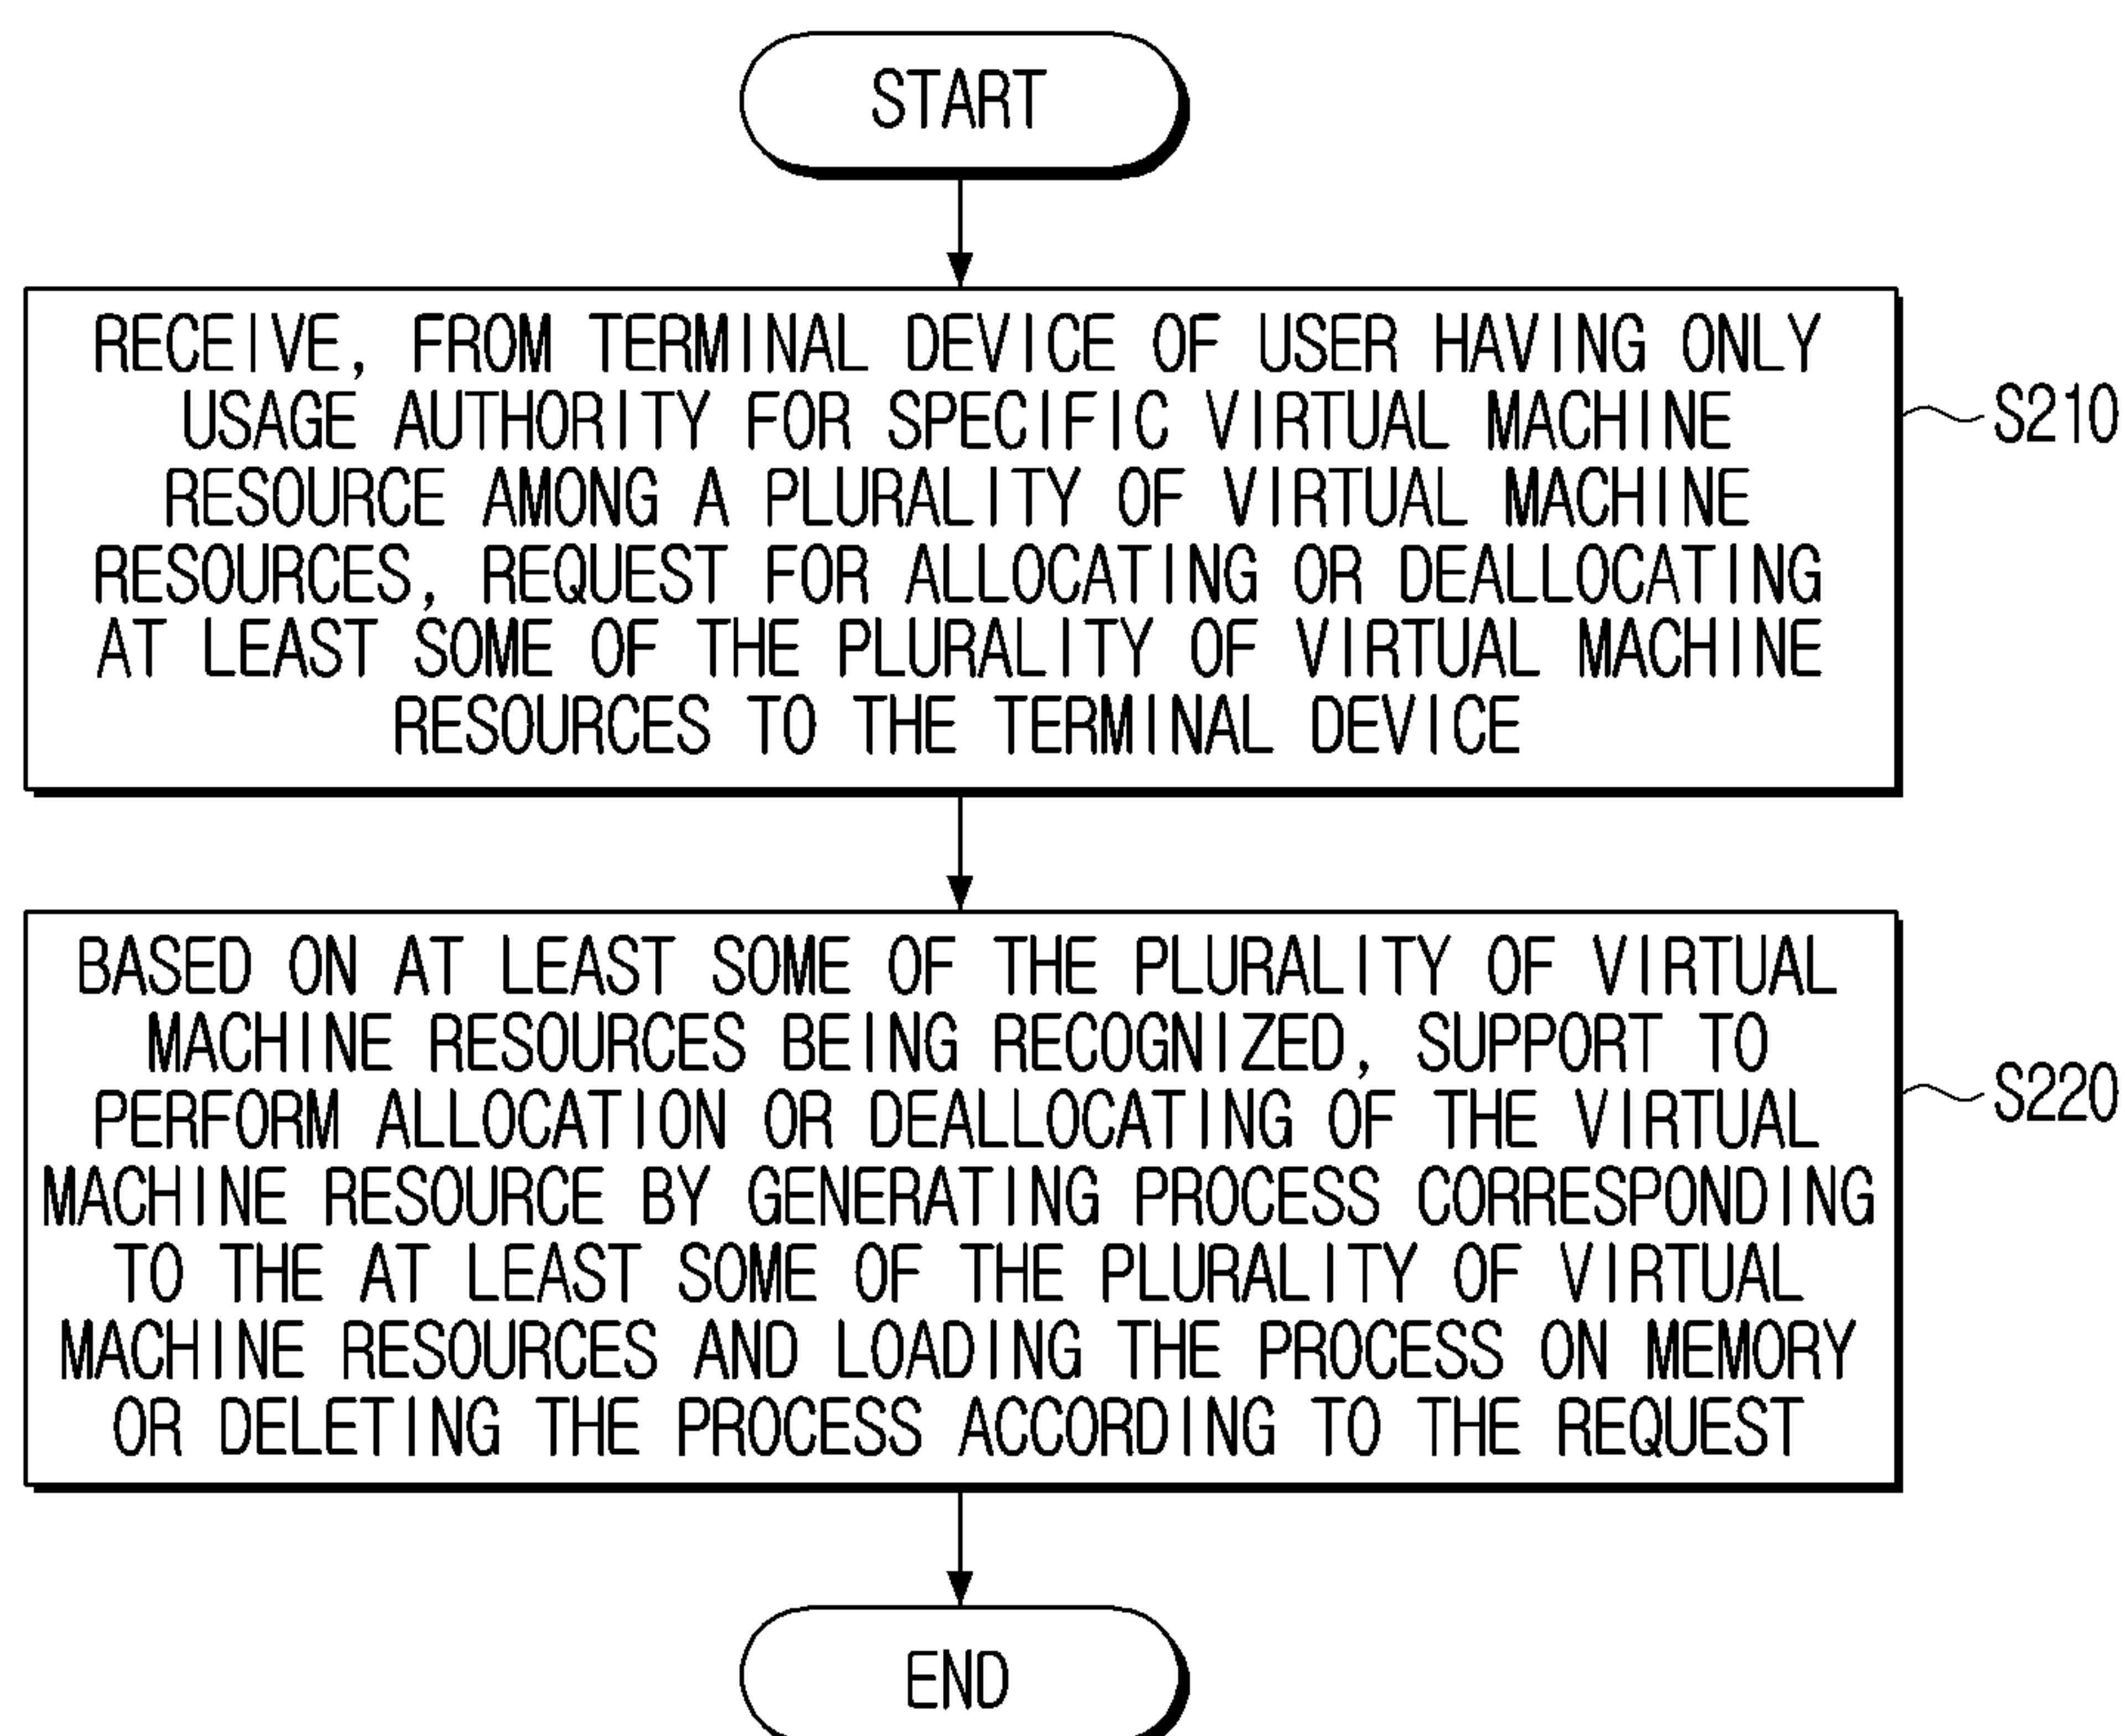 START
RECEIVE, FROM TERMINAL DEVICE OF USER HAVING ONLY
USAGE AUTHORITY FOR SPECIFIC VIRTUAL MACHINE
RESOURCE AMONG A PLURALITY OF VIRTUAL MACHINE
RESOURCES, REQUEST FOR ALLOCATING OR DEALLOCATING
AT LEAST SOME OF THE PLURALITY OF VIRTUAL MACHINE
RESOURCES TO THE TERMINAL DEVICE
S210
BASED ON AT LEAST SOME OF THE PLURALITY OF VIRTUAL
MACHINE RESOURCES BEING RECOGNIZED, SUPPORT TO
PERFORM ALLOCATION OR DEALLOCATING OF THE VIRTUAL
MACHINE RESOURCE BY GENERATING PROCESS CORRESPONDING
TO THE AT LEAST SOME OF THE PLURALITY OF VIRTUAL
MACHINE RESOURCES AND LOADING THE PROCESS ON MEMORY
OR DELETING THE PROCESS ACCORDING TO THE REQUEST
S220
END